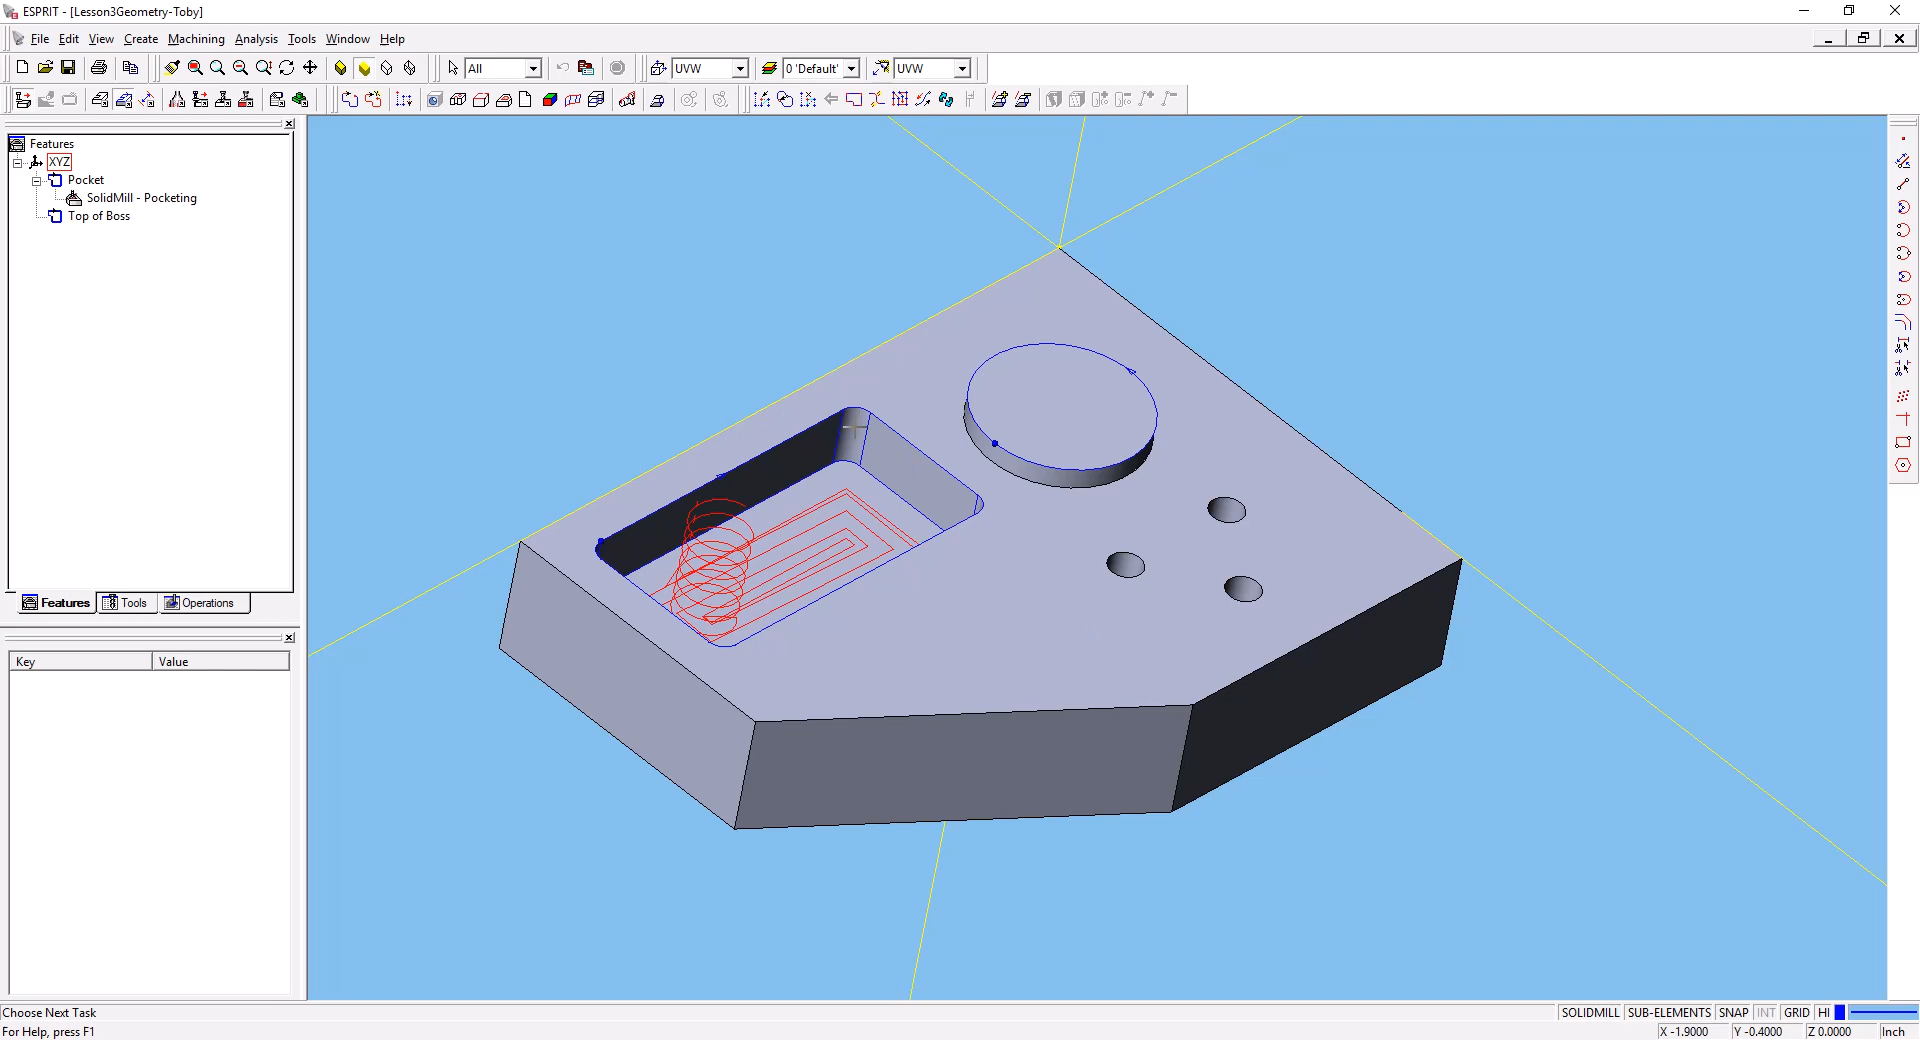 ESPRIT - [Lesson3Geometry-Toby]
File Edit View Create Machining Analysis Tools Window Help
All UVW 0 'Default' UVW
Features
XYZ
Pocket
SolidMill - Pocketing
Top of Boss
Features Tools Operations
Key Value
Choose Next Task SOLIDMILL SUB-ELEMENTS SNAP INT GRID HI
For Help, press F1 X -1.9000 Y -0.4000 Z 0.0000 Inch